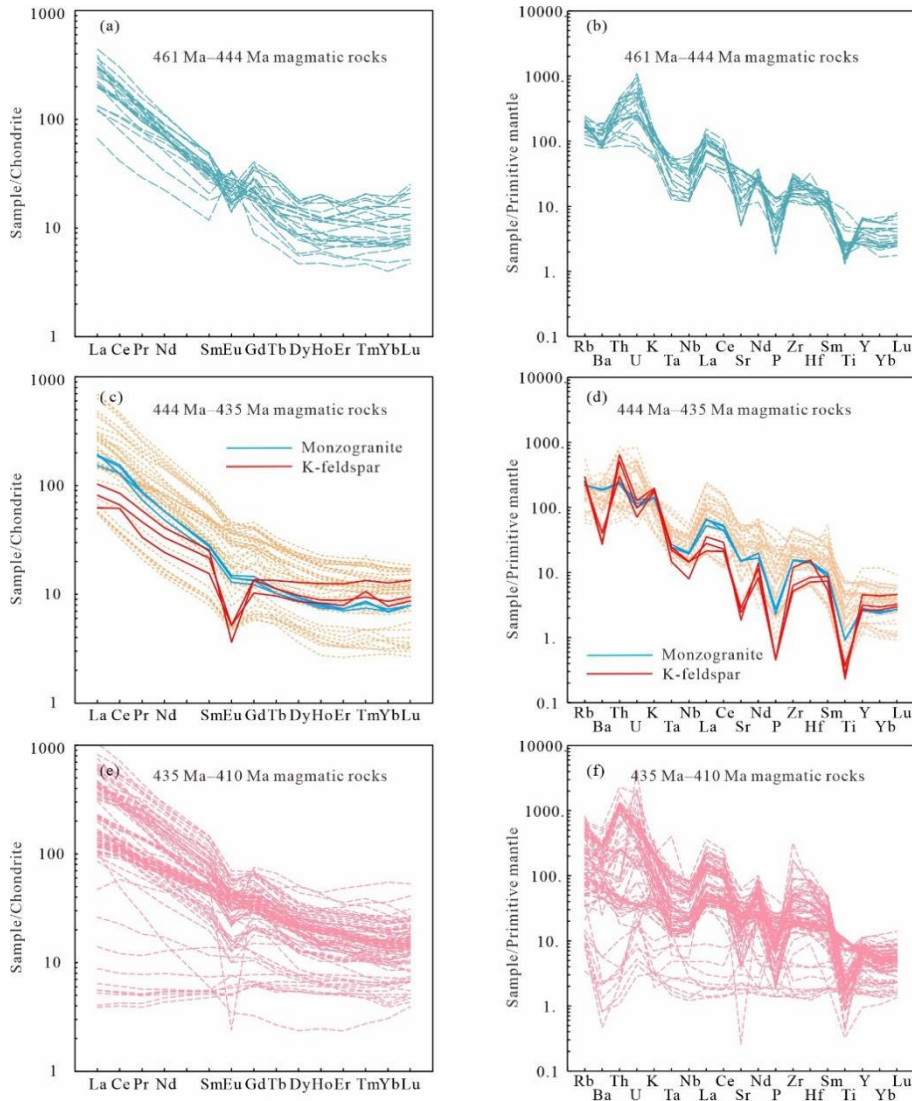 (a)
461 Ma–444 Ma magmatic rocks
Sample/Chondrite
1000
100
10
1
La Ce Pr Nd SmEu GdTb DyHoEr TmYbLu
(b)
461 Ma–444 Ma magmatic rocks
Sample/Primitive mantle
10000
1000.
100.
10.
1.
0.1
Rb Th K Nb Ce Nd Zr Sm Y Lu
Ba U Ta La Sr P Hf Ti Yb
(c)
444 Ma–435 Ma magmatic rocks
Monzogranite
K-feldspar
Sample/Chondrite
1000
100
10
1
La Ce Pr Nd SmEu GdTb DyHoEr TmYbLu
(d)
444 Ma–435 Ma magmatic rocks
Monzogranite
K-feldspar
Sample/Primitive mantle
10000.
1000.
100.
10.
1.
0.1
Rb Th K Nb Ce Nd Zr Sm Y Lu
Ba U Ta La Sr P Hf Ti Yb
(e)
435 Ma–410 Ma magmatic rocks
Sample/Chondrite
1000
100
10
1
La Ce Pr Nd SmEu GdTb DyHoEr TmYbLu
(f)
435 Ma–410 Ma magmatic rocks
Sample/Primitive mantle
10000.
1000.
100.
10.
1.
0.1
Rb Th K Nb Ce Nd Zr Sm Y Lu
Ba U Ta La Sr P Hf Ti Yb